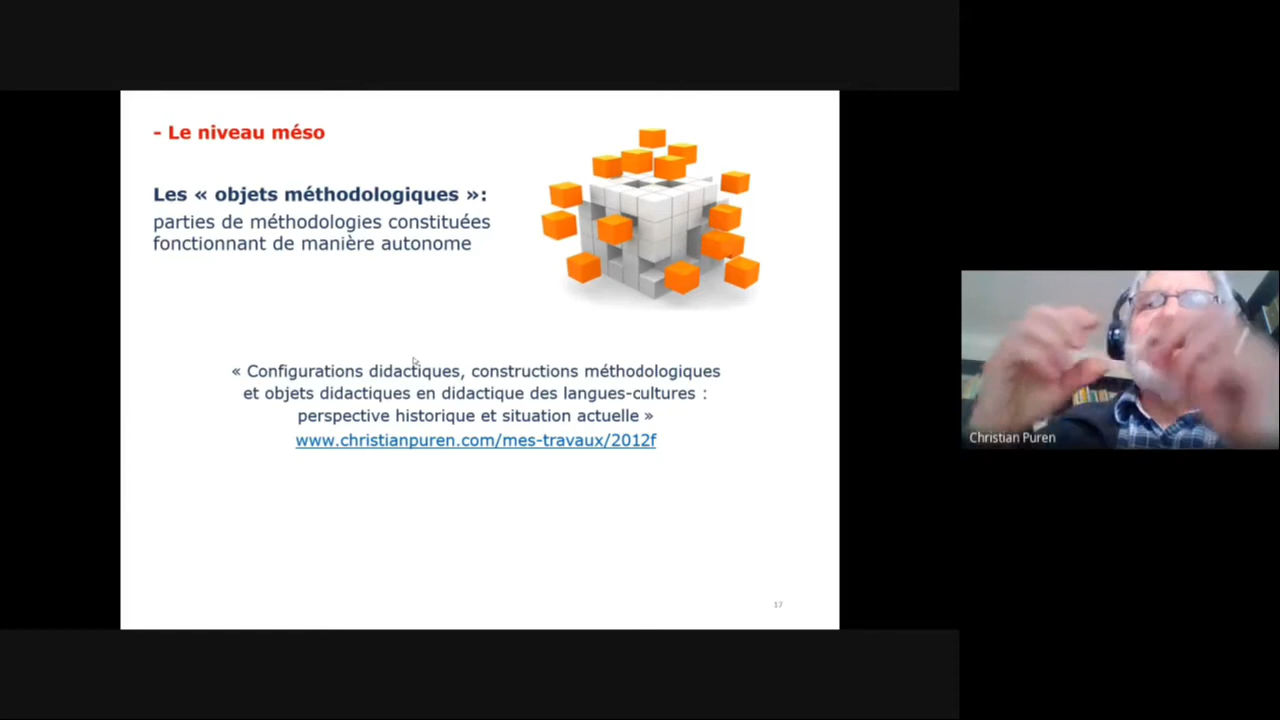 - Le niveau méso
Les « objets méthodologiques »:
parties de méthodologies constituées
fonctionnant de manière autonome
« Configurations didactiques, constructions méthodologiques
et objets didactiques en didactique des langues-cultures :
perspective historique et situation actuelle »
www.christianpuren.com/mes-travaux/2012f
17
Christian Puren